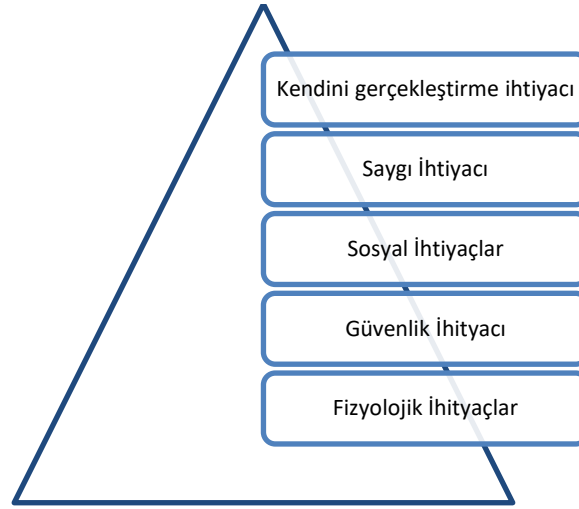 Kendini gerçekleştirme ihtiyacı
Saygı İhtiyacı
Sosyal İhtiyaçlar
Güvenlik İhityacı
Fizyolojik İhityaçlar